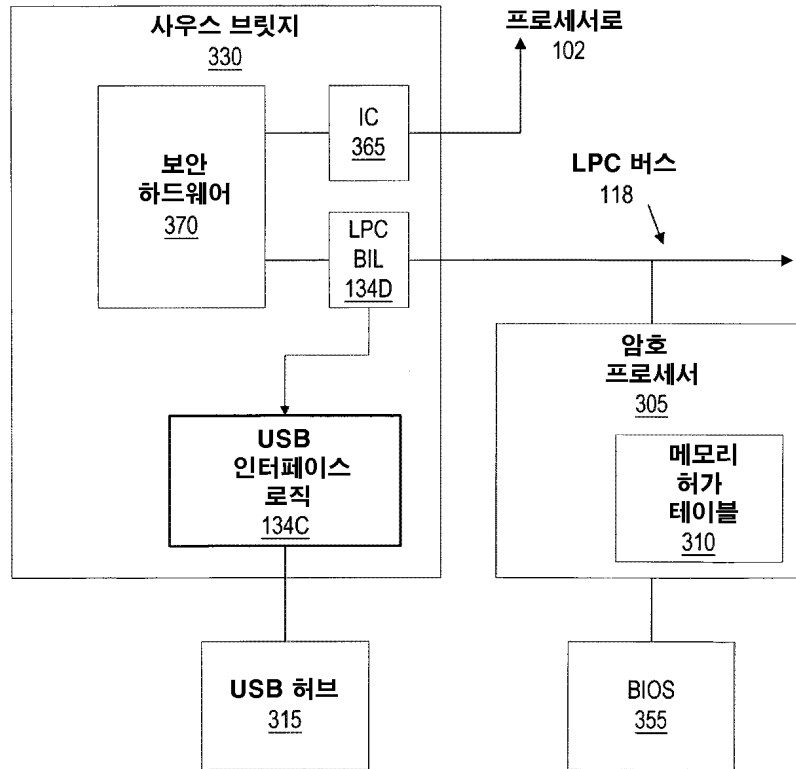 사우스 브릿지
330
프로세서로
102
보안
하드웨어
370
IC
365
LPC 버스
118
LPC
BIL
134D
암호
프로세서
305
메모리
허가
테이블
310
USB
인터페이스
로직
134C
USB 허브
315
BIOS
355